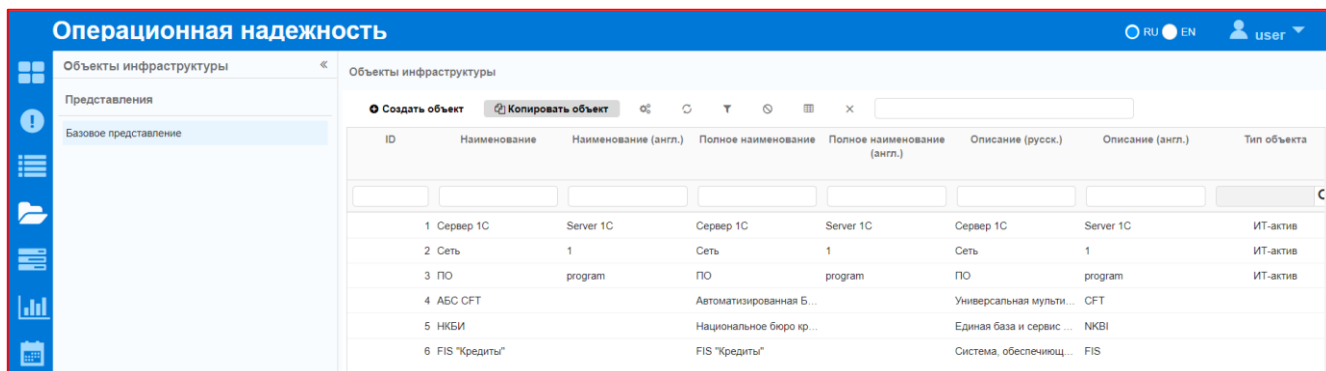 Операционная надежность
RU EN user
Объекты инфраструктуры «
Представления
Базовое представление
Объекты инфраструктуры
Создать объект Копировать объект
ID Наименование Наименование (англ.) Полное наименование Полное наименование (англ.) Описание (русск.) Описание (англ.) Тип объекта
1 Сервер 1С Server 1C Сервер 1С Server 1C Сервер 1С Server 1C ИТ-актив
2 Сеть 1 Сеть 1 Сеть 1 ИТ-актив
3 ПО program ПО program ПО program ИТ-актив
4 АБС CFT Автоматизированная Б... Универсальная мульти... CFT
5 НКБИ Национальное бюро кр... Единая база и сервис ... NKBI
6 FIS "Кредиты" FIS "Кредиты" Система, обеспечиющ... FIS